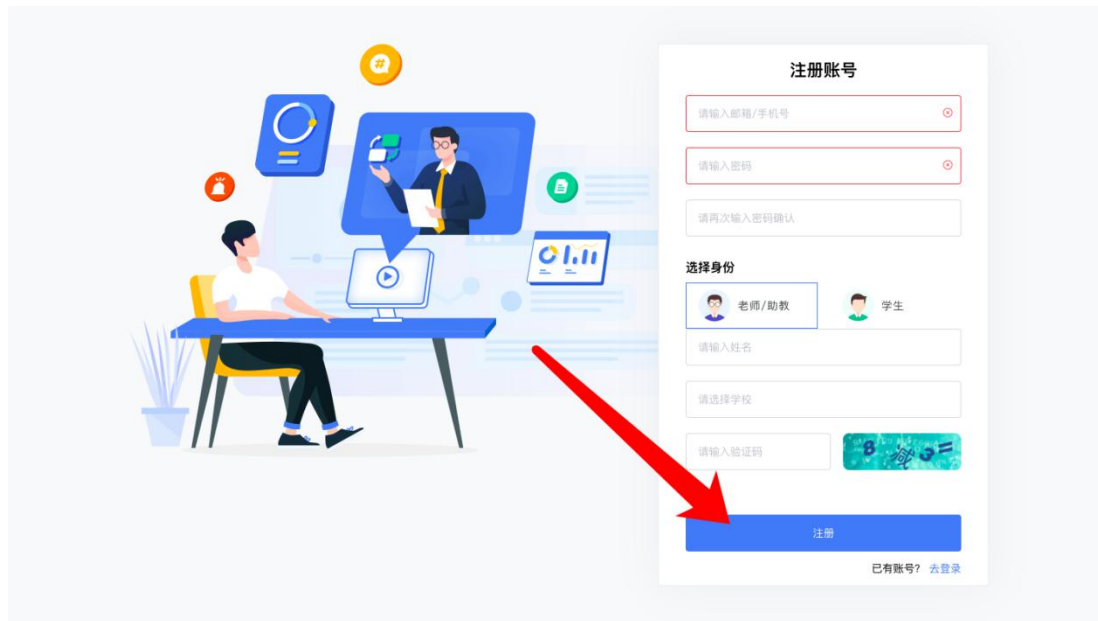 注册账号
请输入邮箱/手机号
请输入密码
请再次输入密码确认
选择身份
老师/助教 学生
请输入姓名
请选择学校
请输入验证码 8 减 3 =
注册
已有账号? 去登录
#